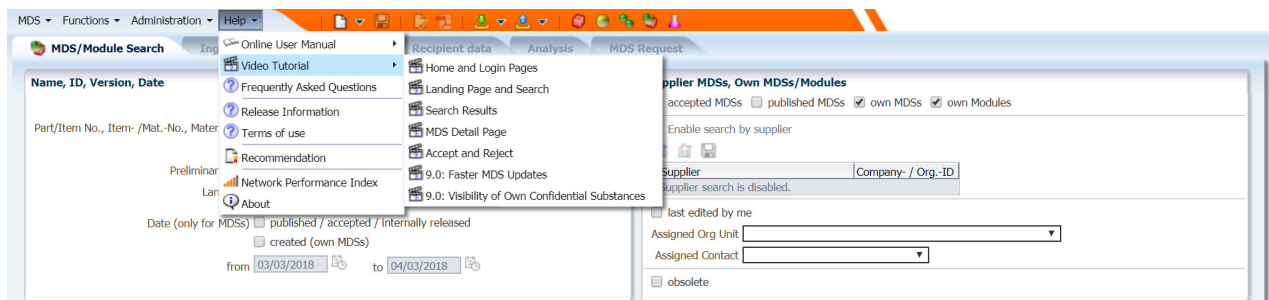 MDS Functions Administration Help
MDS/Module Search Ing Recipient data Analysis MDS Request
Online User Manual
Video Tutorial
Frequently Asked Questions
Release Information
Terms of use
Recommendation
Network Performance Index
About
Home and Login Pages
Landing Page and Search
Search Results
MDS Detail Page
Accept and Reject
9.0: Faster MDS Updates
9.0: Visibility of Own Confidential Substances
Name, ID, Version, Date
Part/Item No., Item- /Mat.-No., Mater
Preliminar
Lan
Date (only for MDSs) published / accepted / internally released
created (own MDSs)
from 03/03/2018 to 04/03/2018
pplier MDSs, Own MDSs/Modules
accepted MDSs published MDSs own MDSs own Modules
Enable search by supplier
Supplier Company- / Org.-ID
Supplier search is disabled.
last edited by me
Assigned Org Unit
Assigned Contact
obsolete